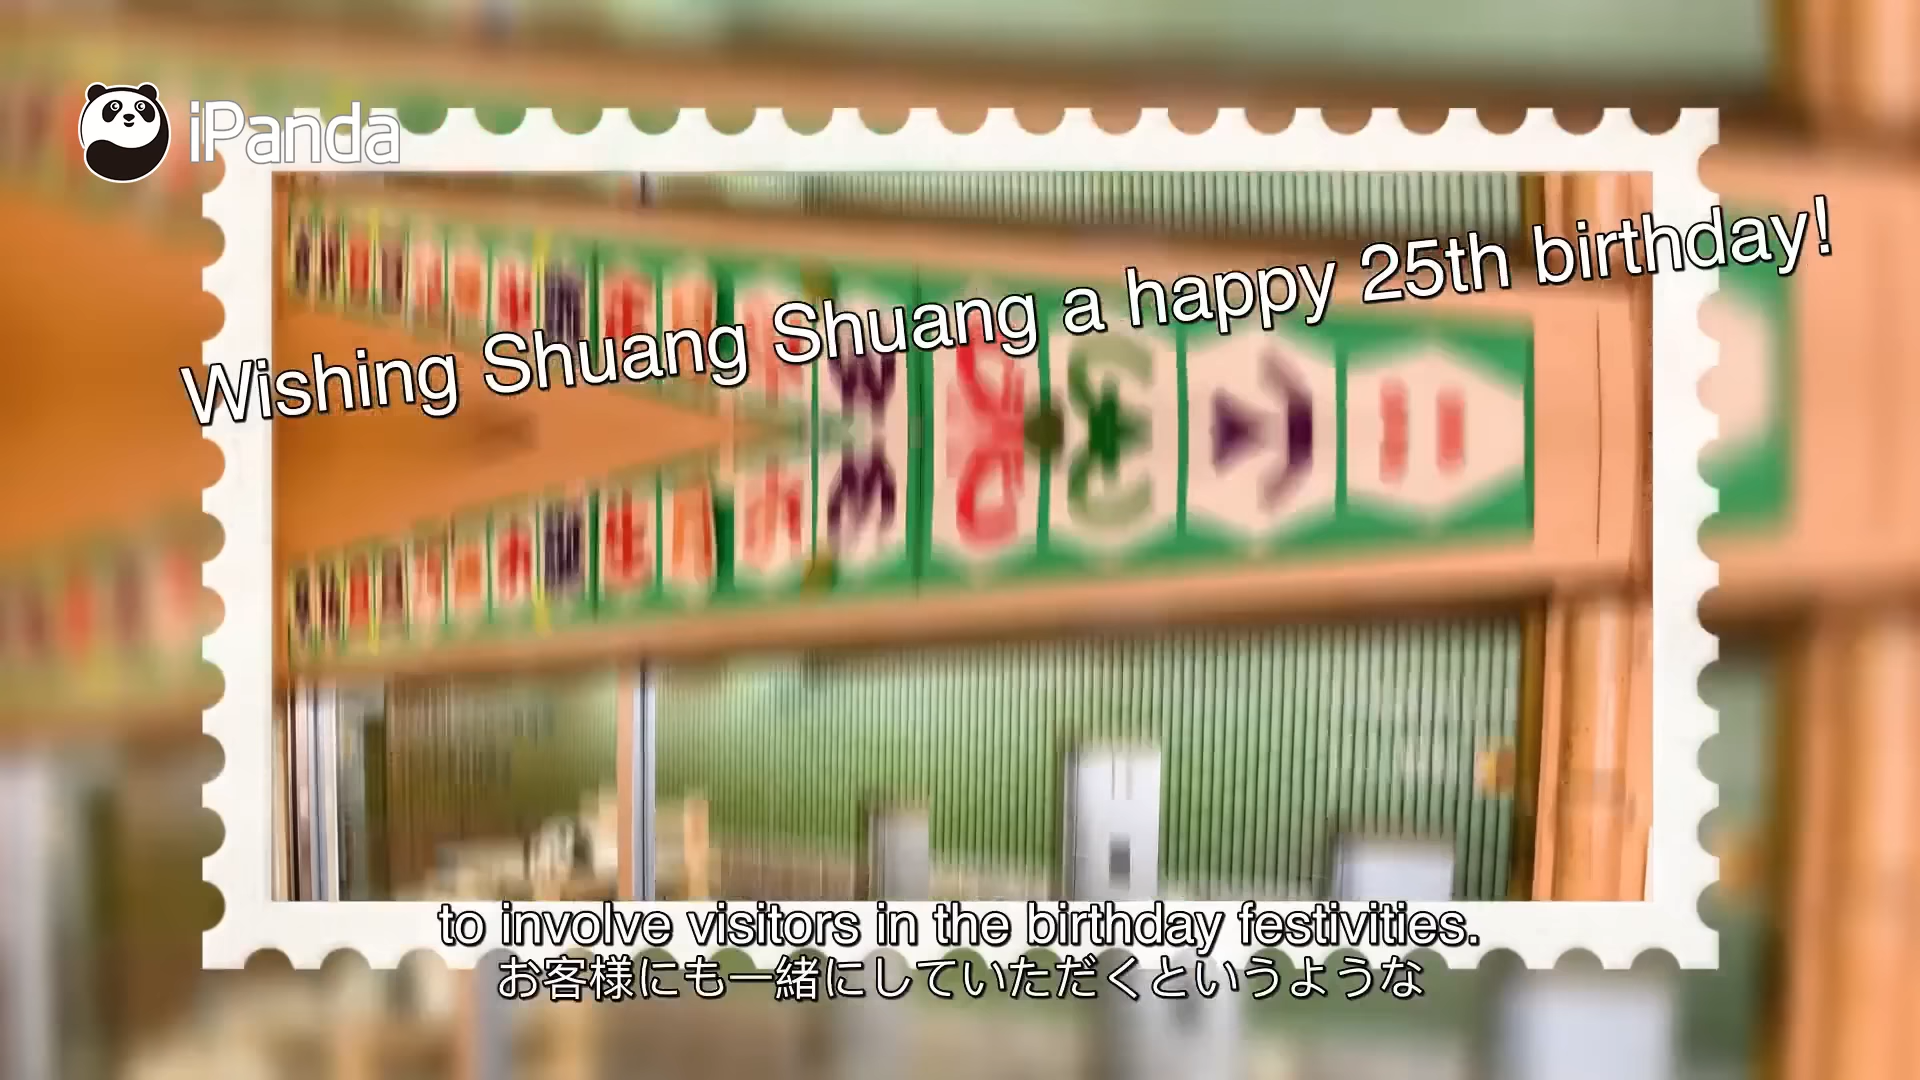 iPanda
Wishing Shuang Shuang a happy 25th birthday!
to involve visitors in the birthday festivities.
お客様にも一緒にしていただくというような